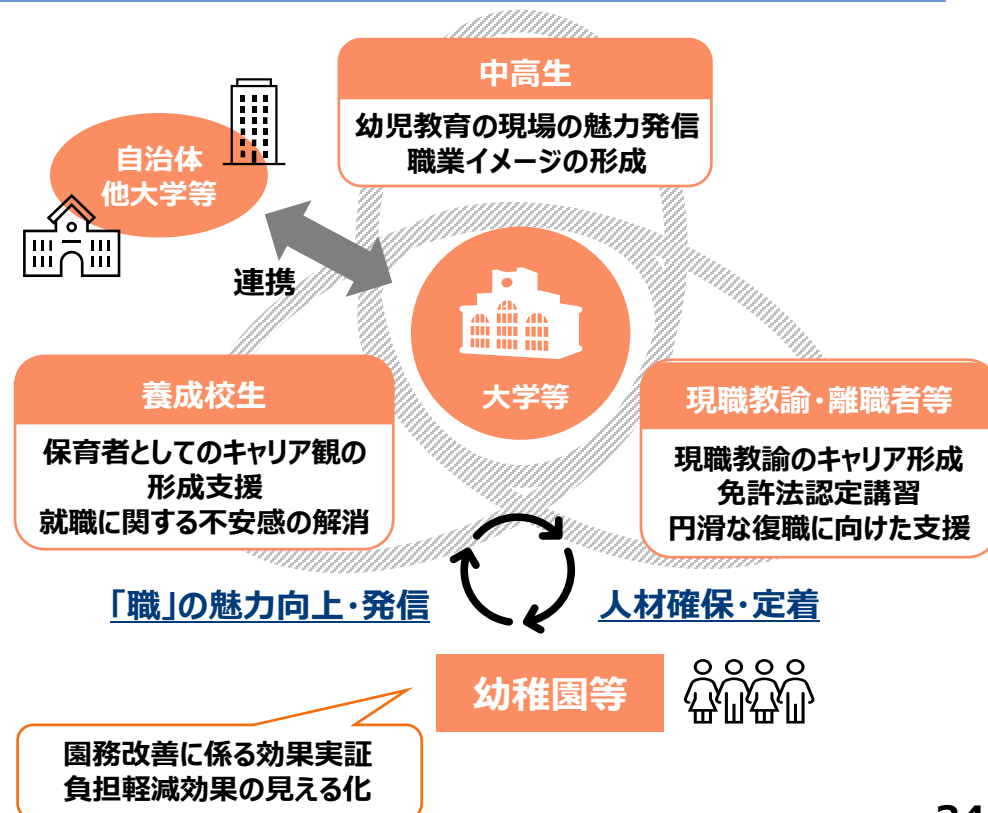 中高生
幼児教育の現場の魅力発信
職業イメージの形成
自治体
他大学等
連携
大学等
養成校生
保育者としてのキャリア観の
形成支援
就職に関する不安感の解消
現職教諭・離職者等
現職教諭のキャリア形成
免許法認定講習
円滑な復職に向けた支援
「職」の魅力向上・発信
人材確保・定着
幼稚園等
園務改善に係る効果実証
負担軽減効果の見える化